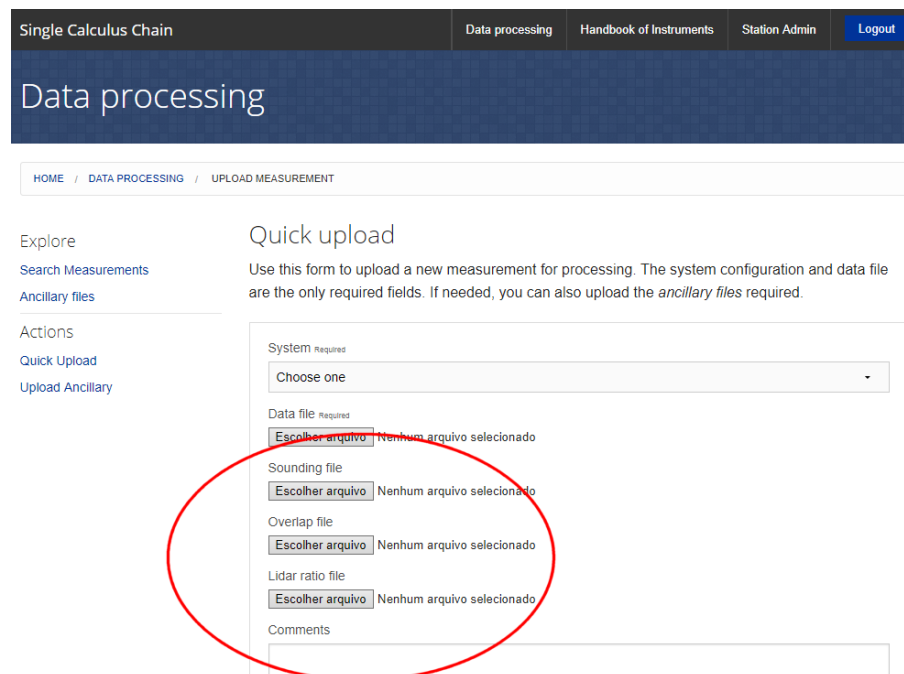 Single Calculus Chain
Data processing
Handbook of Instruments
Station Admin
Logout
Data processing
HOME / DATA PROCESSING / UPLOAD MEASUREMENT
Explore
Search Measurements
Ancillary files
Actions
Quick Upload
Upload Ancillary
Quick upload
Use this form to upload a new measurement for processing. The system configuration and data file
are the only required fields. If needed, you can also upload the ancillary files required.
System Required
Choose one
Data file Required
Escolher arquivo Nenhum arquivo selecionado
Sounding file
Escolher arquivo Nenhum arquivo selecionado
Overlap file
Escolher arquivo Nenhum arquivo selecionado
Lidar ratio file
Escolher arquivo Nenhum arquivo selecionado
Comments